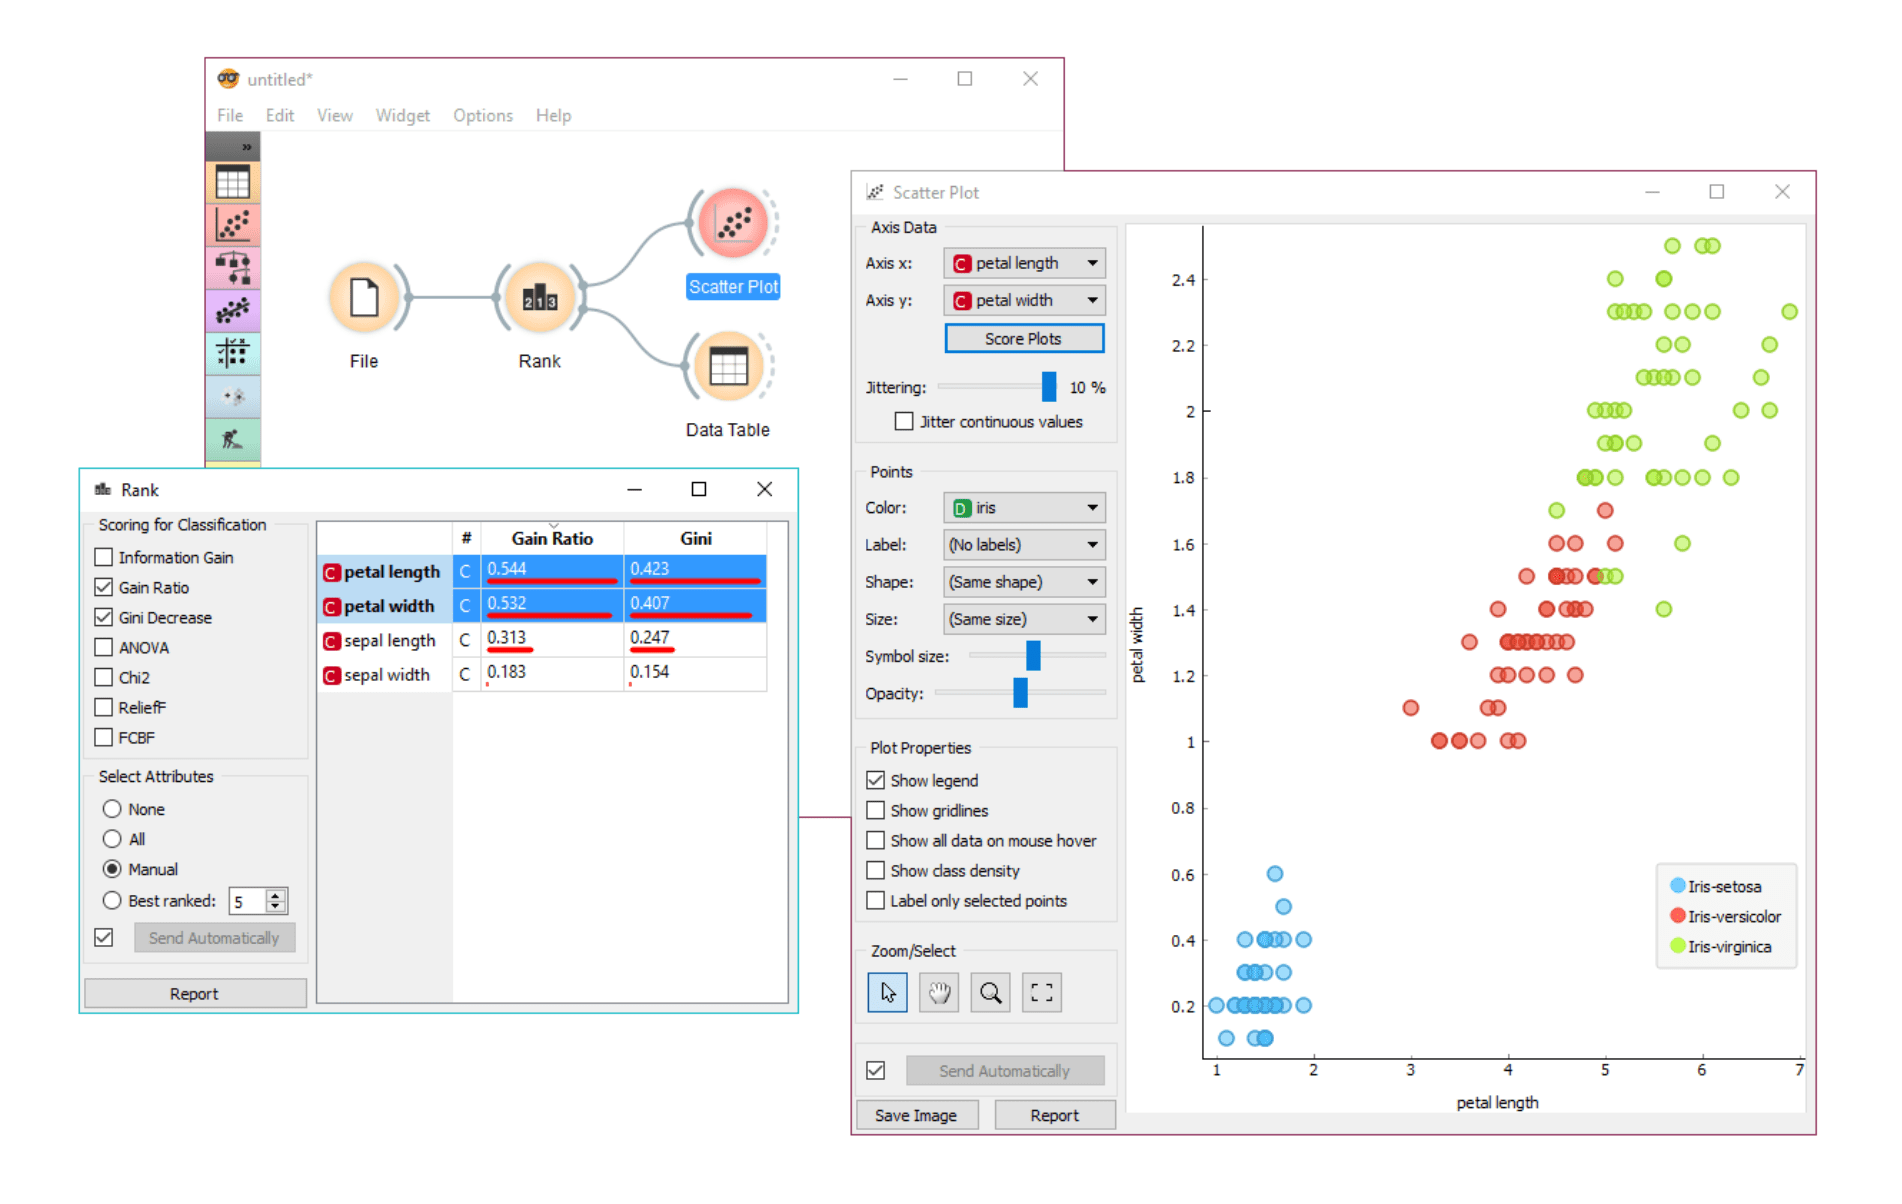 untitled*
File Edit View Widget Options Help
»
File
2 1 3
Rank
Scatter Plot
Data Table
Rank
Scoring for Classification
Information Gain
Gain Ratio
Gini Decrease
ANOVA
Chi2
ReliefF
FCBF
Select Attributes
None
All
Manual
Best ranked: 5
Send Automatically
Report
# Gain Ratio Gini
C petal length C 0.544 0.423
C petal width C 0.532 0.407
C sepal length C 0.313 0.247
C sepal width C 0.183 0.154
Scatter Plot
Axis Data
Axis x: C petal length
Axis y: C petal width
Score Plots
Jittering: 10 %
Jitter continuous values
Points
Color: D iris
Label: (No labels)
Shape: (Same shape)
Size: (Same size)
Symbol size:
Opacity:
Plot Properties
Show legend
Show gridlines
Show all data on mouse hover
Show class density
Label only selected points
Zoom/Select
Send Automatically
Save Image Report
petal width
2.4
2.2
2
1.8
1.6
1.4
1.2
1
0.8
0.6
0.4
0.2
1 2 3 4 5 6 7
petal length
Iris-setosa
Iris-versicolor
Iris-virginica